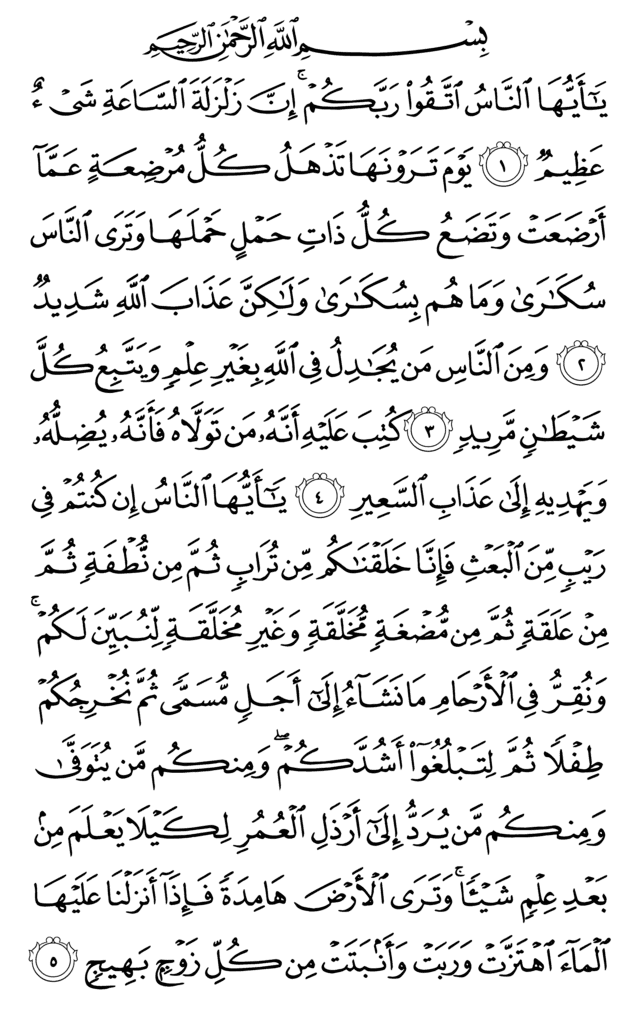 بِسْمِ ٱللَّهِ ٱلرَّحْمَٰنِ ٱلرَّحِيمِ
يَٰٓأَيُّهَا ٱلنَّاسُ ٱتَّقُوا۟ رَبَّكُمْ ۚ إِنَّ زَلْزَلَةَ ٱلسَّاعَةِ شَىْءٌ
عَظِيمٌ ١ يَوْمَ تَرَوْنَهَا تَذْهَلُ كُلُّ مُرْضِعَةٍ عَمَّآ
أَرْضَعَتْ وَتَضَعُ كُلُّ ذَاتِ حَمْلٍ حَمْلَهَا وَتَرَى ٱلنَّاسَ
سُكَٰرَىٰ وَمَا هُم بِسُكَٰرَىٰ وَلَٰكِنَّ عَذَابَ ٱللَّهِ شَدِيدٌ
٢ وَمِنَ ٱلنَّاسِ مَن يُجَٰدِلُ فِى ٱللَّهِ بِغَيْرِ عِلْمٍ وَيَتَّبِعُ كُلَّ
شَيْطَٰنٍ مَّرِيدٍ ٣ كُتِبَ عَلَيْهِ أَنَّهُۥ مَن تَوَلَّاهُ فَأَنَّهُۥ يُضِلُّهُۥ
وَيَهْدِيهِ إِلَىٰ عَذَابِ ٱلسَّعِيرِ ٤ يَٰٓأَيُّهَا ٱلنَّاسُ إِن كُنتُمْ فِى
رَيْبٍ مِّنَ ٱلْبَعْثِ فَإِنَّا خَلَقْنَٰكُم مِّن تُرَابٍ ثُمَّ مِن نُّطْفَةٍ ثُمَّ
مِنْ عَلَقَةٍ ثُمَّ مِن مُّضْغَةٍ مُّخَلَّقَةٍ وَغَيْرِ مُخَلَّقَةٍ لِّنُبَيِّنَ لَكُمْ ۚ
وَنُقِرُّ فِى ٱلْأَرْحَامِ مَا نَشَآءُ إِلَىٰٓ أَجَلٍ مُّسَمًّى ثُمَّ نُخْرِجُكُمْ
طِفْلًا ثُمَّ لِتَبْلُغُوٓا۟ أَشُدَّكُمْ ۖ وَمِنكُم مَّن يُتَوَفَّىٰ
وَمِنكُم مَّن يُرَدُّ إِلَىٰٓ أَرْذَلِ ٱلْعُمُرِ لِكَيْلَا يَعْلَمَ مِنۢ
بَعْدِ عِلْمٍ شَيْـًٔا ۚ وَتَرَى ٱلْأَرْضَ هَامِدَةً فَإِذَآ أَنزَلْنَا عَلَيْهَا
ٱلْمَآءَ ٱهْتَزَّتْ وَرَبَتْ وَأَنۢبَتَتْ مِن كُلِّ زَوْجٍۭ بَهِيجٍ ٥